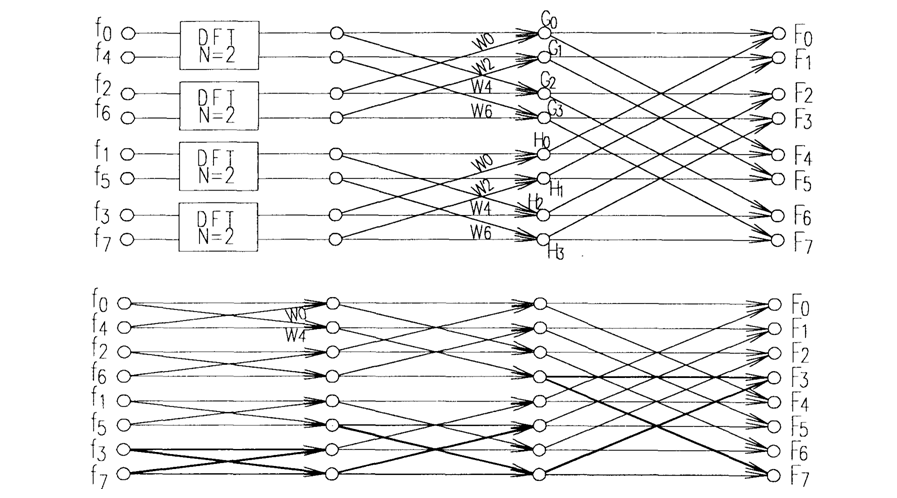 f0 DFT N=2 G0 F0
f4 W0 G1 F1
f2 DFT N=2 W2 G2 F2
f6 W4 W6 G3 F3
f1 DFT N=2 H0 F4
f5 W0 H1 F5
f3 DFT N=2 W2 W4 H2 F6
f7 W6 H3 F7
f0 F0
f4 W0 W4 F1
f2 F2
f6 F3
f1 F4
f5 F5
f3 F6
f7 F7